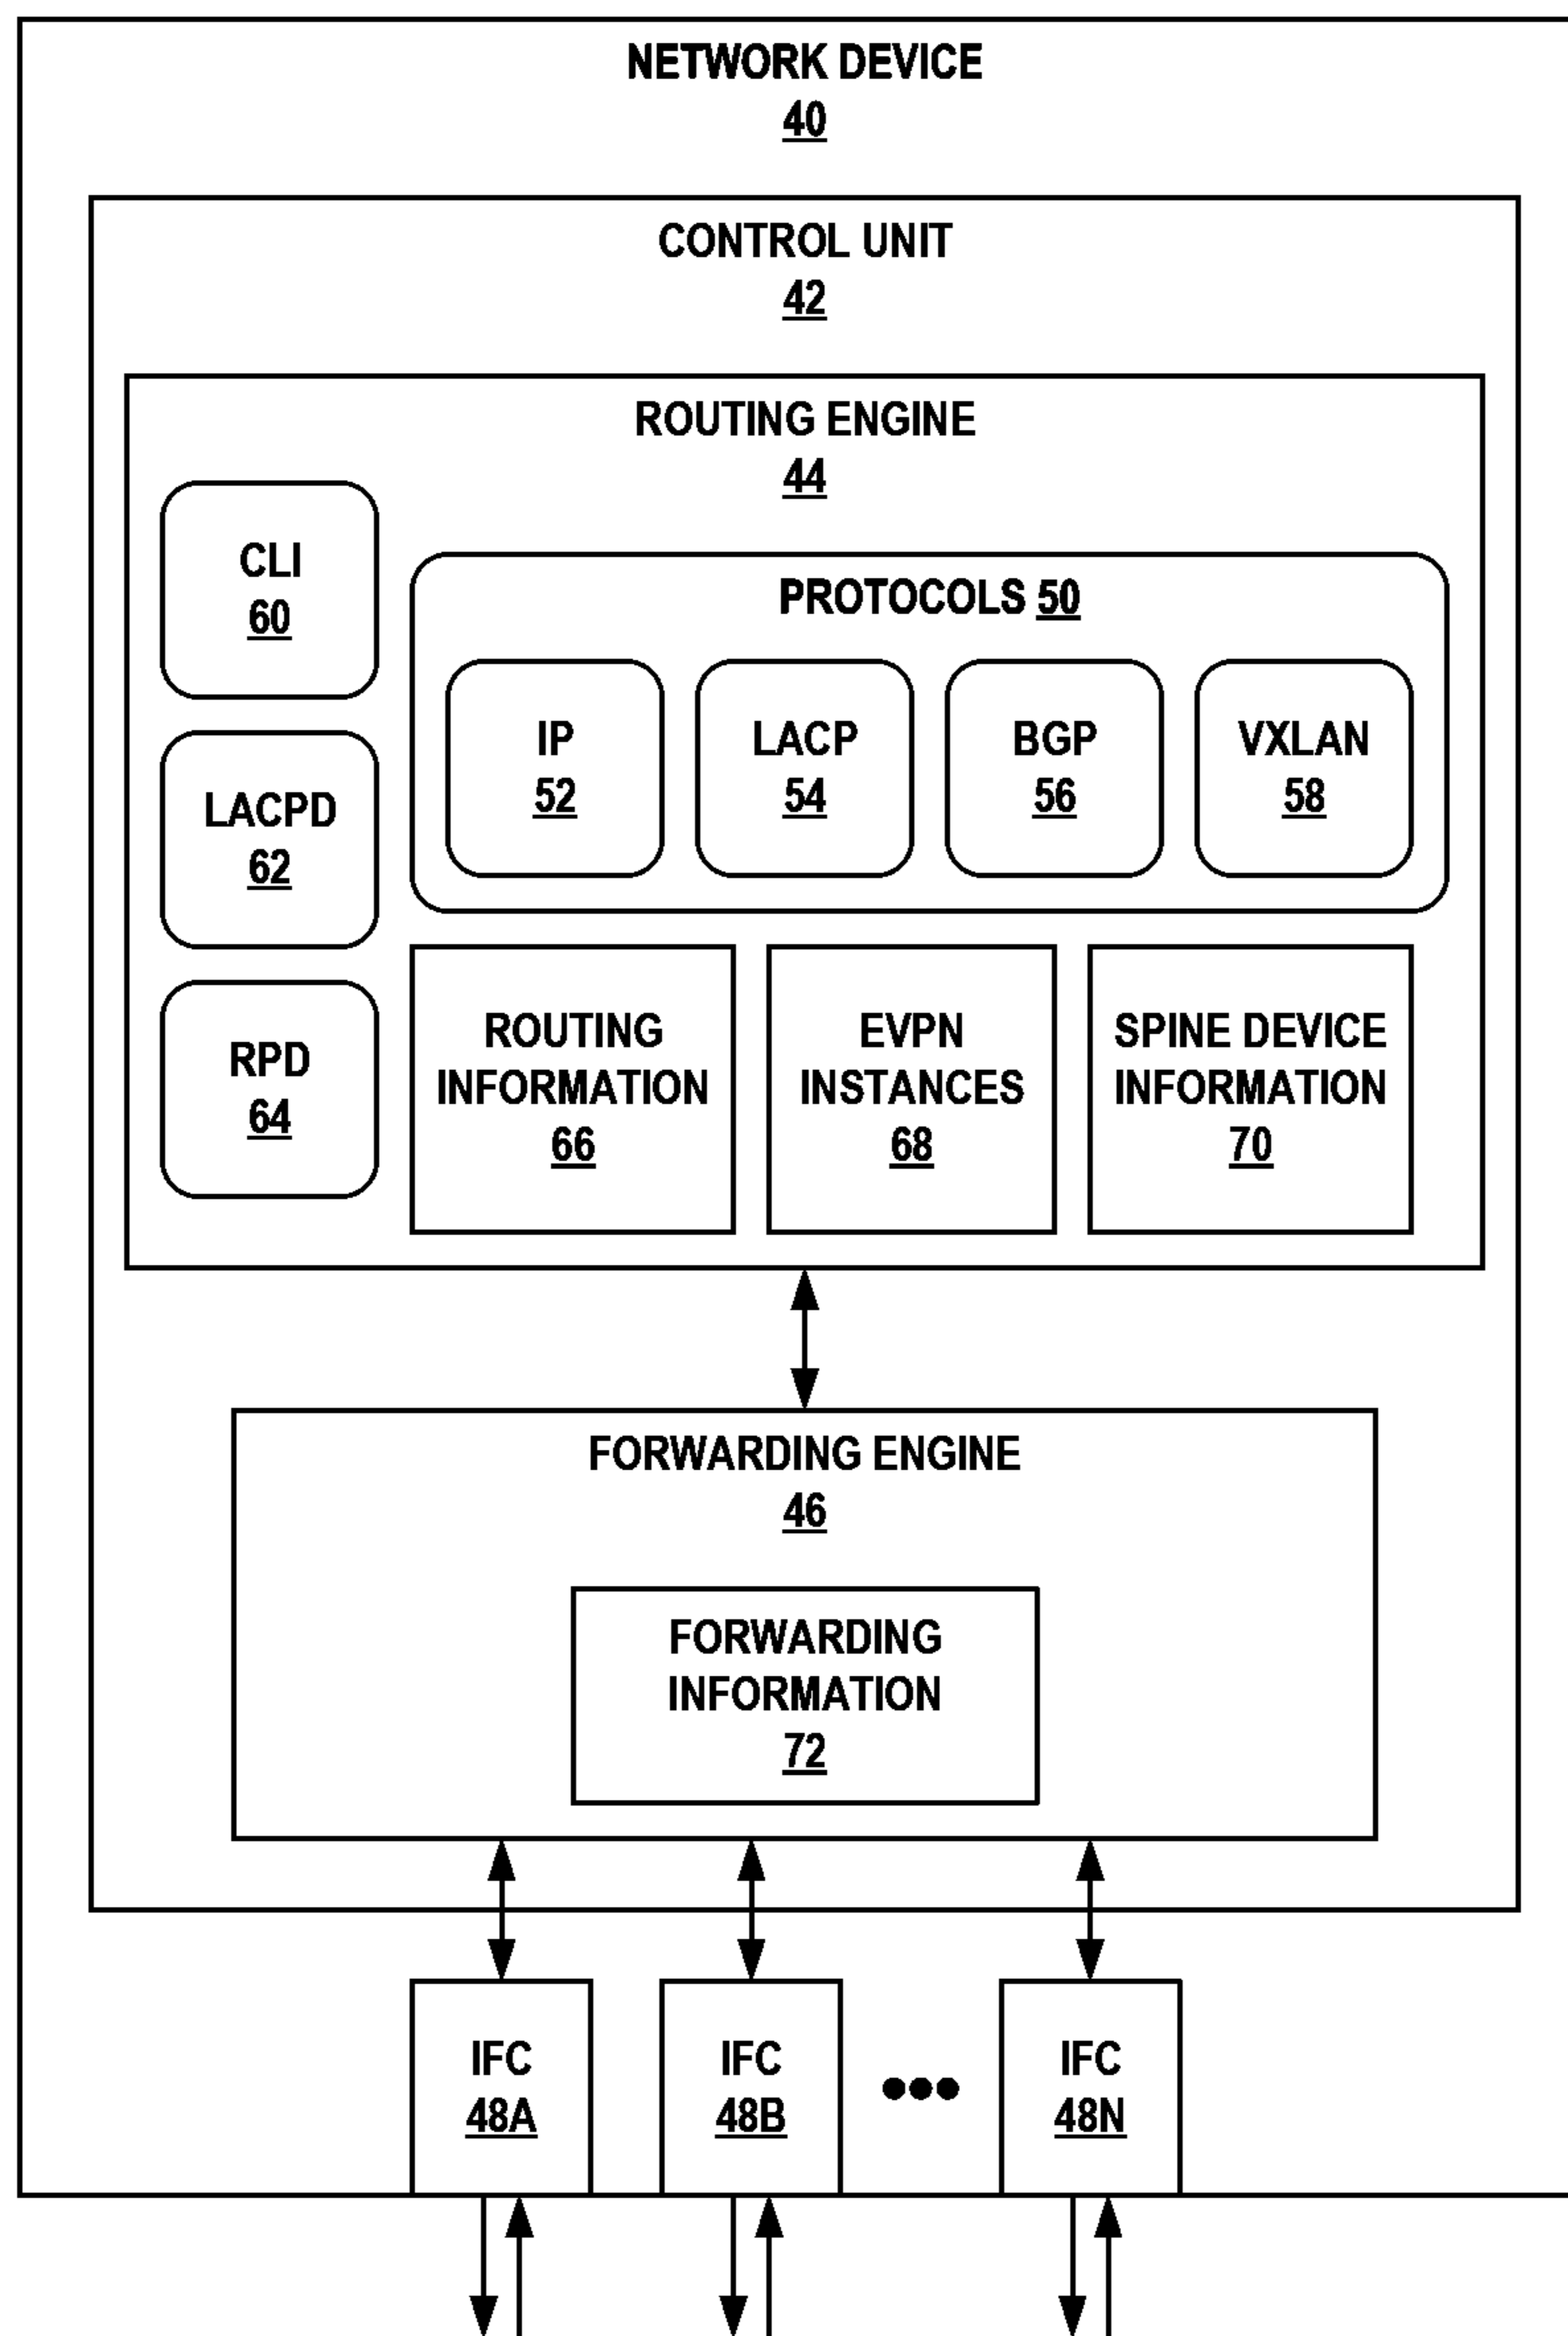 NETWORK DEVICE
40
CONTROL UNIT
42
ROUTING ENGINE
44
CLI
60
PROTOCOLS 50
IP
52
LACP
54
BGP
56
VXLAN
58
LACPD
62
RPD
64
ROUTING
INFORMATION
66
EVPN
INSTANCES
68
SPINE DEVICE
INFORMATION
70
FORWARDING ENGINE
46
FORWARDING
INFORMATION
72
IFC
48A
IFC
48B
IFC
48N